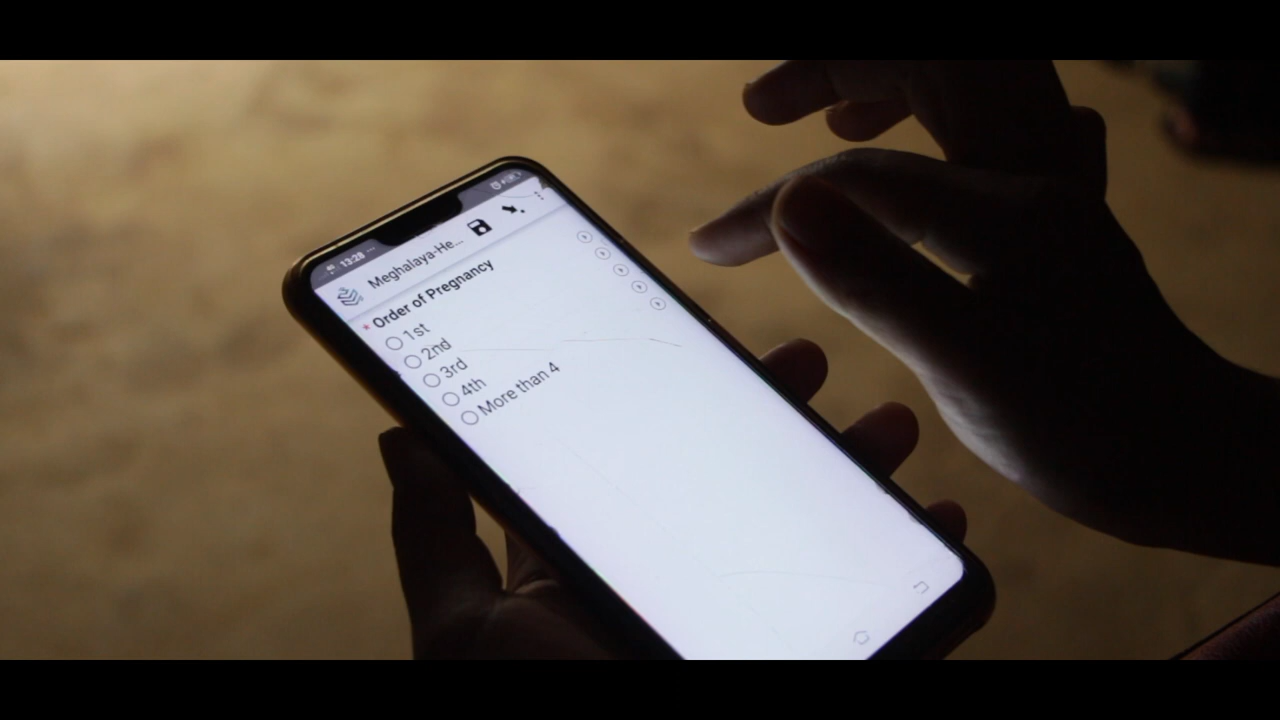 13:28
Meghalaya-He...
* Order of Pregnancy
1st
2nd
3rd
4th
More than 4